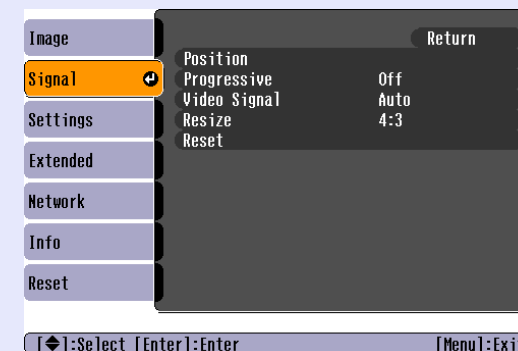 Image
Signal
Settings
Extended
Network
Info
Reset
Return
Position
Progressive Off
Video Signal Auto
Resize 4:3
Reset
[◆]:Select [Enter]:Enter [Menu]:Exi